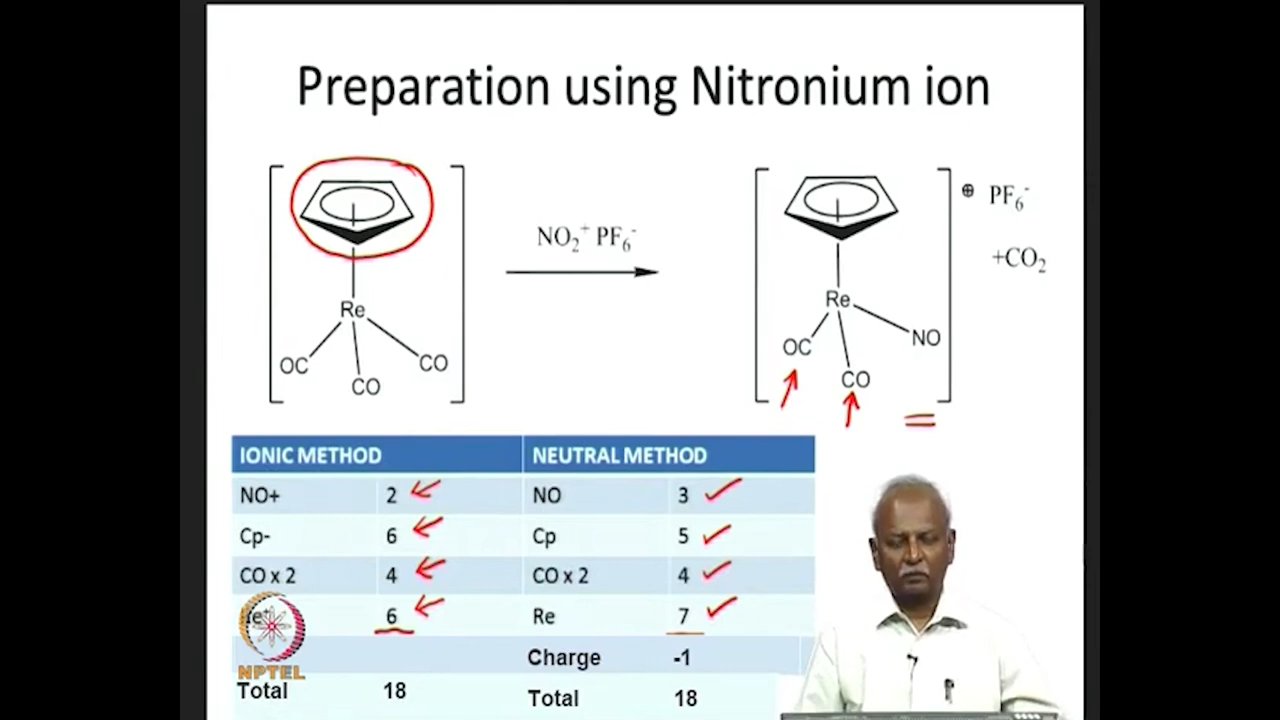 Preparation using Nitronium ion
Re
OC
CO
CO
NO₂⁺ PF₆⁻
Re
OC
CO
NO
⊕ PF₆⁻
+CO₂
IONIC METHOD NEUTRAL METHOD
NO+ 2 NO 3
Cp- 6 Cp 5
CO x 2 4 CO x 2 4
6 Re 7
Charge -1
NPTEL
Total 18 Total 18